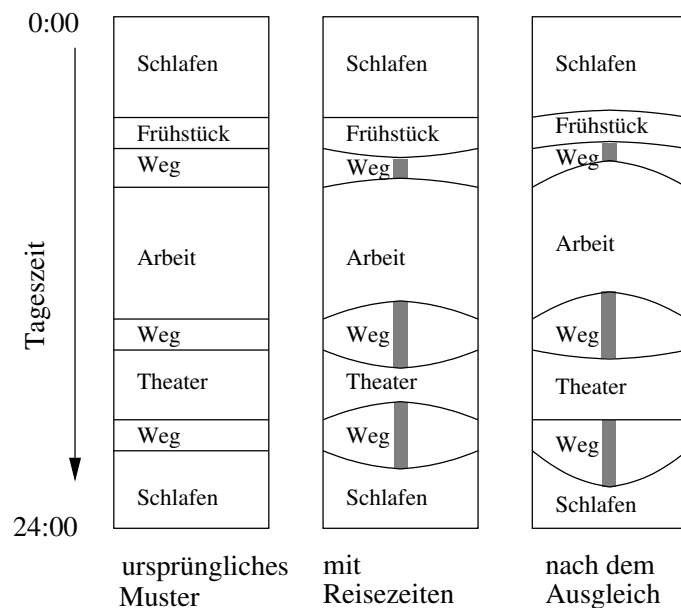 0:00
Tageszeit
24:00
Schlafen
Frühstück
Weg
Arbeit
Weg
Theater
Weg
Schlafen
ursprüngliches
Muster
Schlafen
Frühstück
Weg
Arbeit
Weg
Theater
Weg
Schlafen
mit
Reisezeiten
Schlafen
Frühstück
Weg
Arbeit
Weg
Theater
Weg
Schlafen
nach dem
Ausgleich